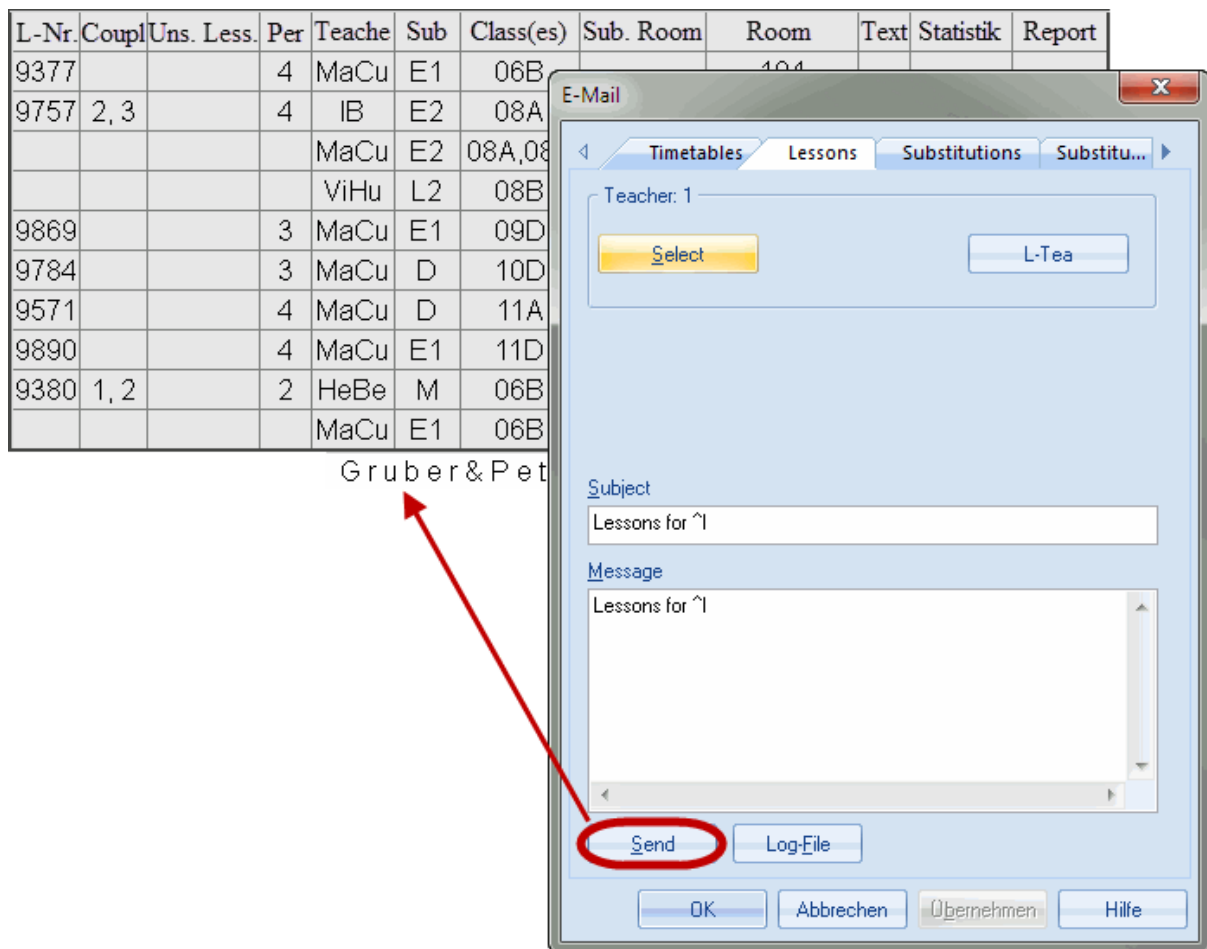 L-Nr. Coupl Uns. Less. Per Teache Sub Class(es) Sub. Room Room Text Statistik Report
9377 4 MaCu E1 06B
9757 2, 3 4 IB E2 08A
MaCu E2 08A,08
ViHu L2 08B
9869 3 MaCu E1 09D
9784 3 MaCu D 10D
9571 4 MaCu D 11A
9890 4 MaCu E1 11D
9380 1, 2 2 HeBe M 06B
MaCu E1 06B
Gruber&Pet
E-Mail
Timetables Lessons Substitutions Substitu...
Teacher: 1
Select L-Tea
Subject
Lessons for ^l
Message
Lessons for ^l
Send Log-File
OK Abbrechen Übernehmen Hilfe